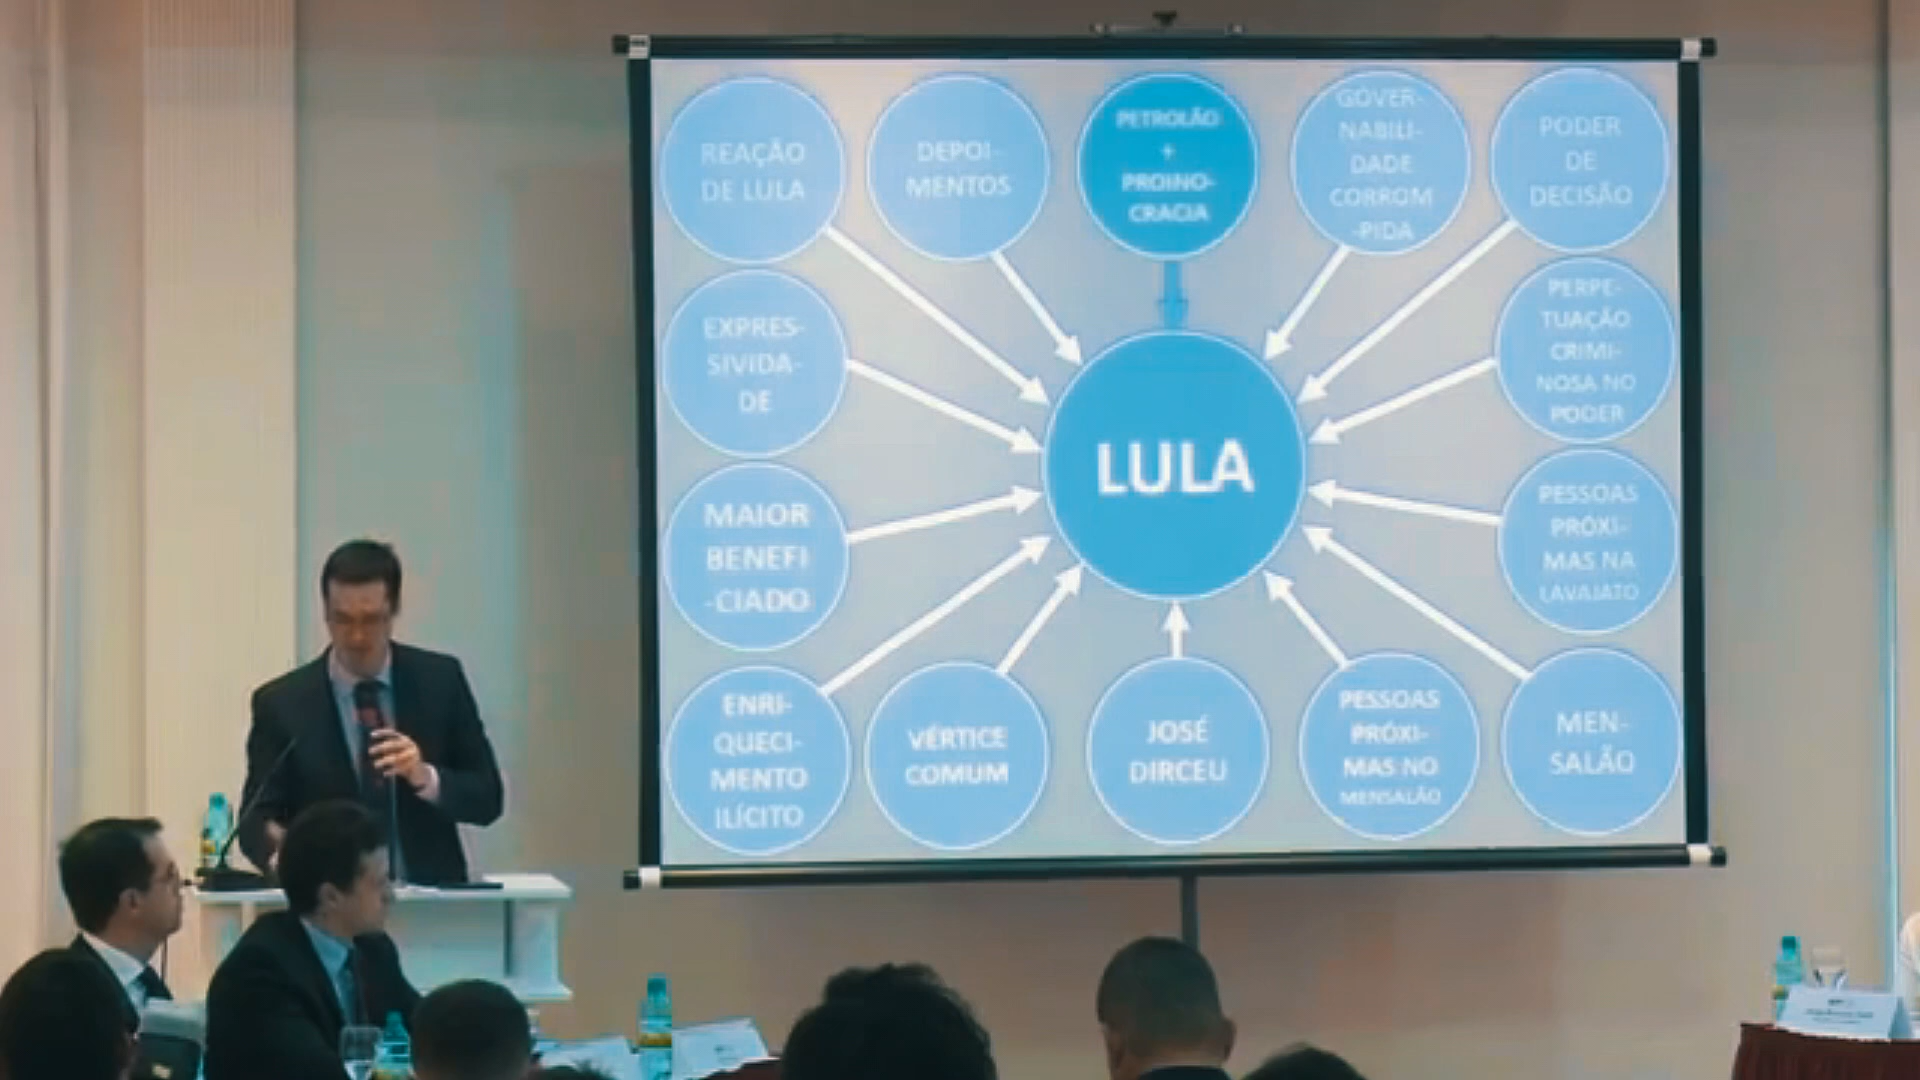 REAÇÃO
DE LULA
DEPOI-
MENTOS
PETROLÃO
+
PROINO-
CRACIA
GOVER-
NABILI-
DADE
CORROM
-PIDA
PODER
DE
DECISÃO
EXPRES-
SIVIDA-
DE
LULA
PERPE-
TUAÇÃO
CRIMI-
NOSA NO
PODER
MAIOR
BENEFI
-CIADO
PESSOAS
PRÓXI-
MAS NA
LAVAJATO
ENRI-
QUECI-
MENTO
ILÍCITO
VÉRTICE
COMUM
JOSÉ
DIRCEU
PESSOAS
PRÓXI-
MAS NO
MENSALÃO
MEN-
SALÃO